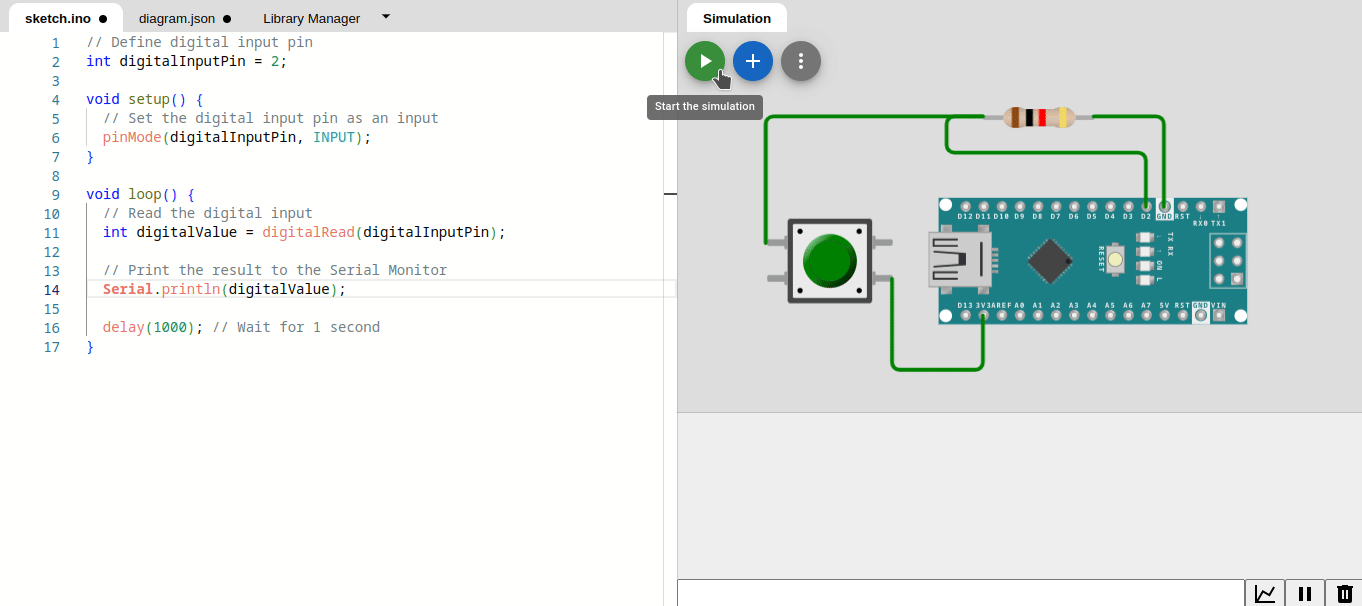 sketch.ino diagram.json Library Manager
1 // Define digital input pin
2 int digitalInputPin = 2;
3
4 void setup() {
5 // Set the digital input pin as an input
6 pinMode(digitalInputPin, INPUT);
7 }
8
9 void loop() {
10 // Read the digital input
11 int digitalValue = digitalRead(digitalInputPin);
12
13 // Print the result to the Serial Monitor
14 Serial.println(digitalValue);
15
16 delay(1000); // Wait for 1 second
17 }
Simulation
Start the simulation
D12 D11 D10 D9 D8 D7 D6 D5 D4 D3 D2 GND RST
RX0 TX1
RESET
TX RX
ON L
D13 3V3 AREF A0 A1 A2 A3 A4 A5 A6 A7 5V RST GND VIN